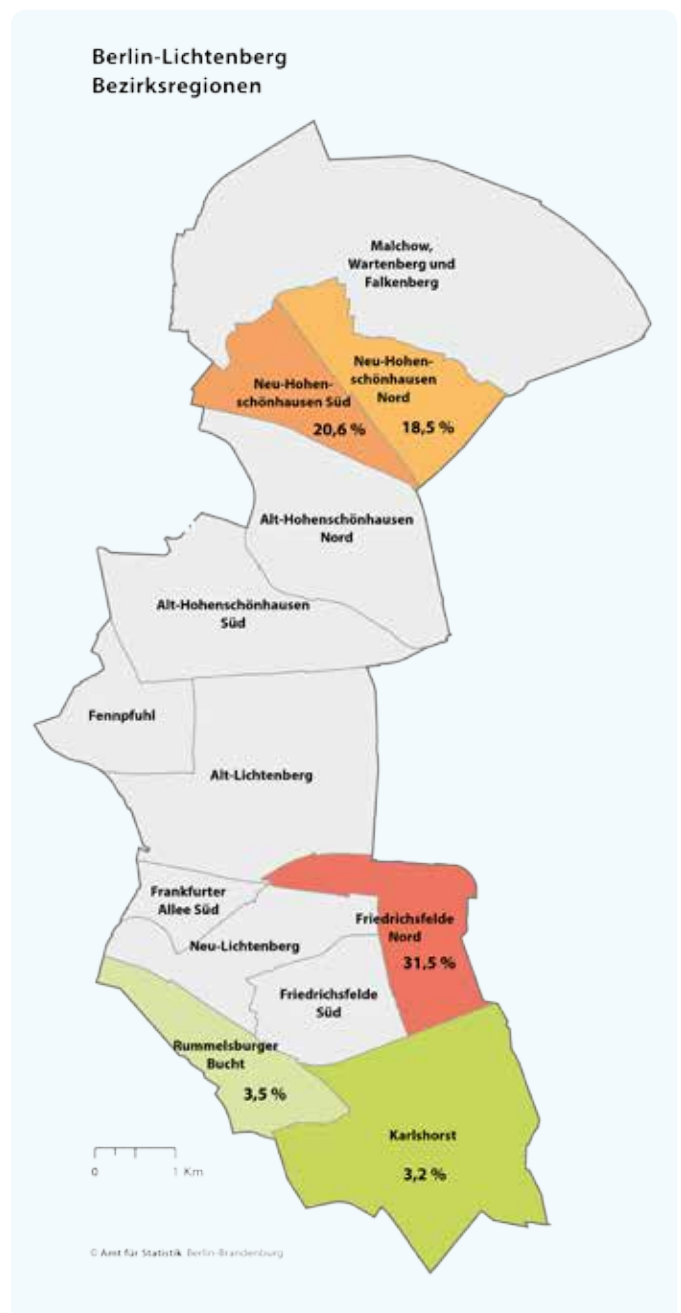 Berlin-Lichtenberg
Bezirksregionen
Malchow,
Wartenberg und
Falkenberg
Neu-Hohen-
schönhausen
Nord
18,5 %
Neu-Hohen-
schönhausen Süd
20,6 %
Alt-Hohenschönhausen
Nord
Alt-Hohenschönhausen
Süd
Fennpfuhl
Alt-Lichtenberg
Frankfurter
Allee Süd
Friedrichsfelde
Nord
31,5 %
Neu-Lichtenberg
Friedrichsfelde
Süd
Rummelsburger
Bucht
3,5 %
Karlshorst
3,2 %
0 1 Km
© Amt für Statistik Berlin-Brandenburg